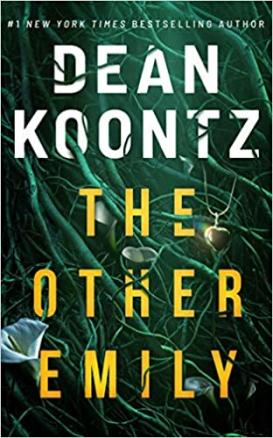 #1 NEW YORK TIMES BESTSELLING AUTHOR
DEAN
KOONTZ
THE
OTHER
EMILY